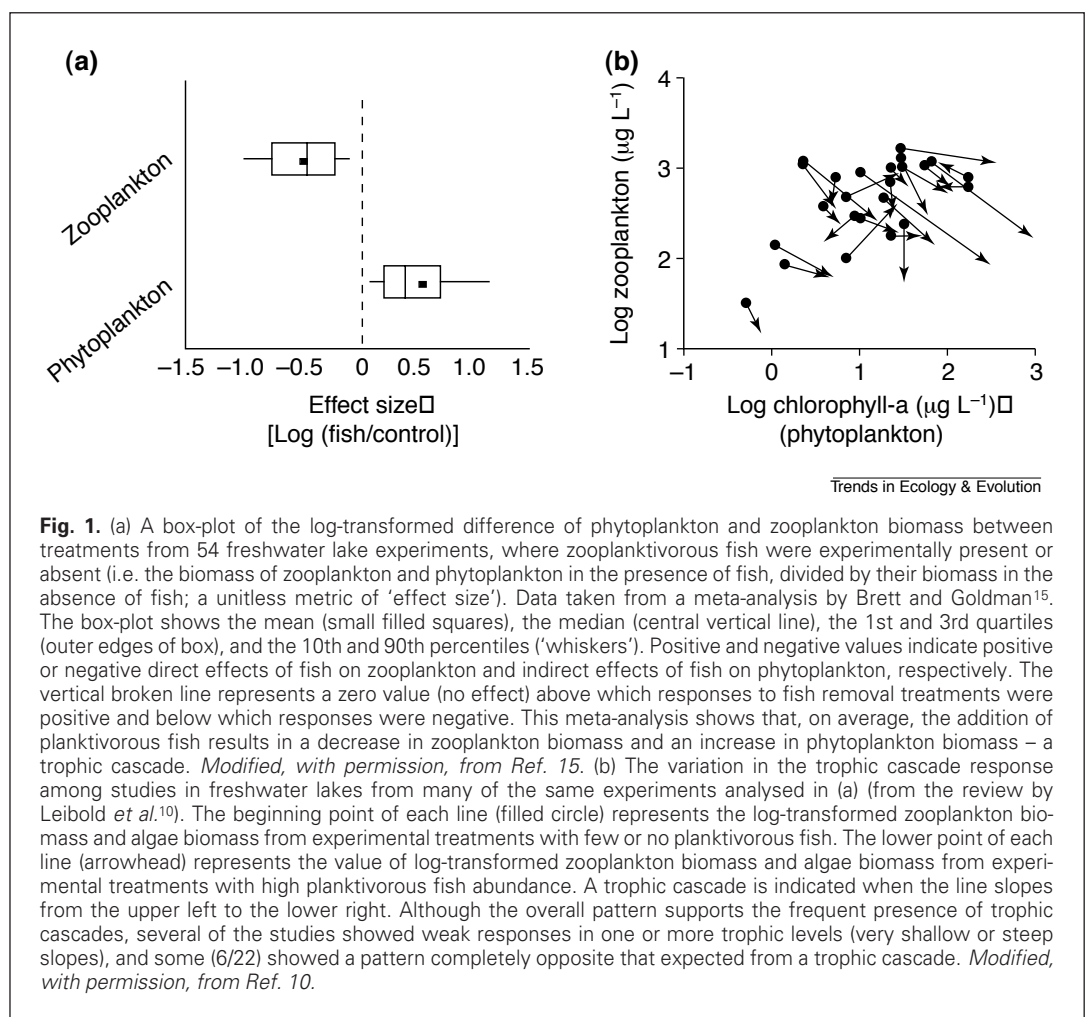 (a)
Zooplankton
Phytoplankton
−1.5 −1.0 −0.5 0 0.5 1.0 1.5
Effect size□
[Log (fish/control)]
(b)
Log zooplankton (μg L−1)
4
3
2
1
−1 0 1 2 3
Log chlorophyll-a (μg L−1)□
(phytoplankton)
Trends in Ecology & Evolution
Fig. 1. (a) A box-plot of the log-transformed difference of phytoplankton and zooplankton biomass between
treatments from 54 freshwater lake experiments, where zooplanktivorous fish were experimentally present or
absent (i.e. the biomass of zooplankton and phytoplankton in the presence of fish, divided by their biomass in the
absence of fish; a unitless metric of ‘effect size’). Data taken from a meta-analysis by Brett and Goldman15.
The box-plot shows the mean (small filled squares), the median (central vertical line), the 1st and 3rd quartiles
(outer edges of box), and the 10th and 90th percentiles (‘whiskers’). Positive and negative values indicate positive
or negative direct effects of fish on zooplankton and indirect effects of fish on phytoplankton, respectively. The
vertical broken line represents a zero value (no effect) above which responses to fish removal treatments were
positive and below which responses were negative. This meta-analysis shows that, on average, the addition of
planktivorous fish results in a decrease in zooplankton biomass and an increase in phytoplankton biomass – a
trophic cascade. Modified, with permission, from Ref. 15. (b) The variation in the trophic cascade response
among studies in freshwater lakes from many of the same experiments analysed in (a) (from the review by
Leibold et al.10). The beginning point of each line (filled circle) represents the log-transformed zooplankton bio-
mass and algae biomass from experimental treatments with few or no planktivorous fish. The lower point of each
line (arrowhead) represents the value of log-transformed zooplankton biomass and algae biomass from experi-
mental treatments with high planktivorous fish abundance. A trophic cascade is indicated when the line slopes
from the upper left to the lower right. Although the overall pattern supports the frequent presence of trophic
cascades, several of the studies showed weak responses in one or more trophic levels (very shallow or steep
slopes), and some (6/22) showed a pattern completely opposite that expected from a trophic cascade. Modified,
with permission, from Ref. 10.